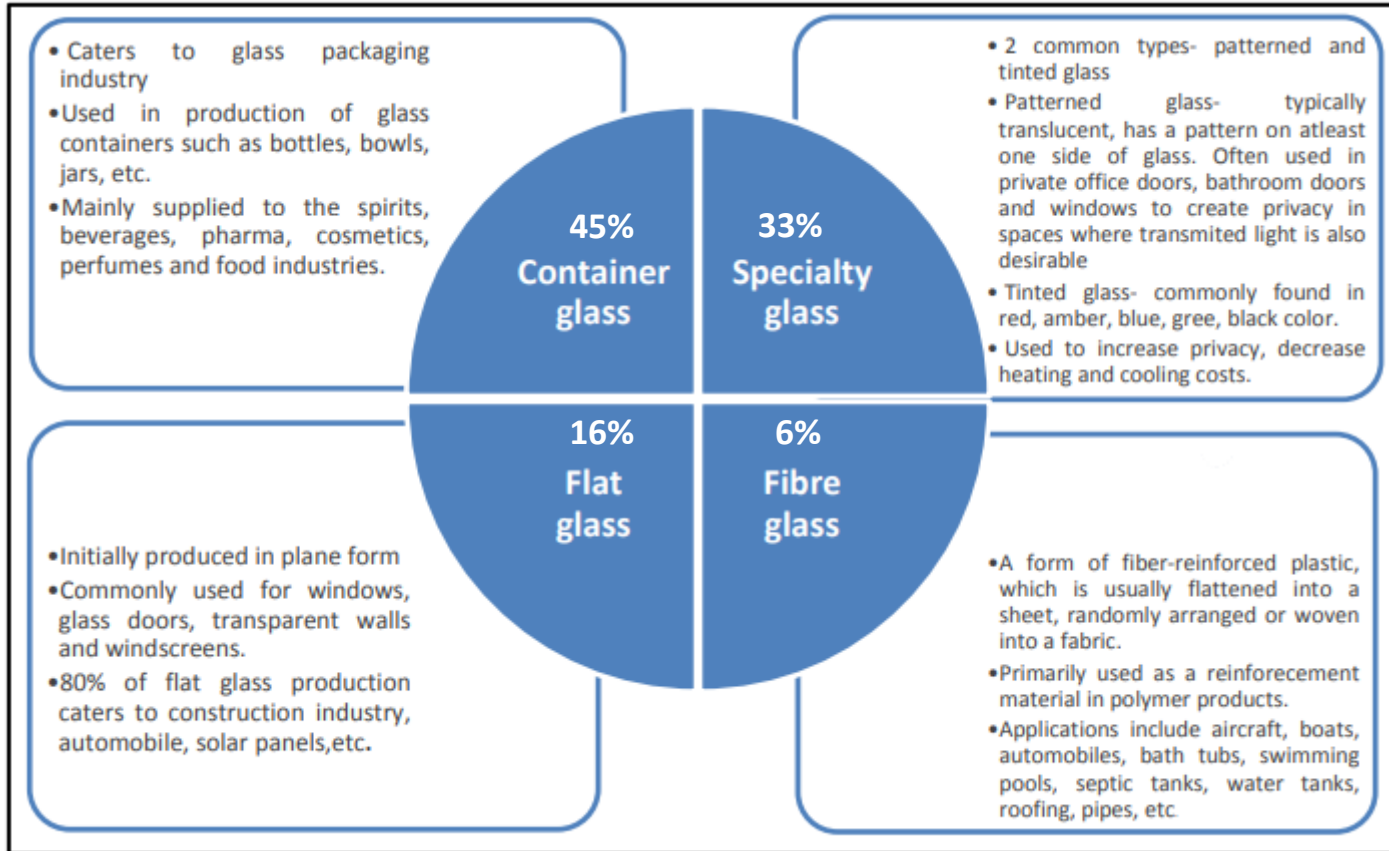 • Caters to glass packaging
industry
•Used in production of glass
containers such as bottles, bowls,
jars, etc.
•Mainly supplied to the spirits,
beverages, pharma, cosmetics,
perfumes and food industries.
45%
Container
glass
33%
Specialty
glass
• 2 common types- patterned and
tinted glass
• Patterned glass- typically
translucent, has a pattern on atleast
one side of glass. Often used in
private office doors, bathroom doors
and windows to create privacy in
spaces where transmited light is also
desirable
• Tinted glass- commonly found in
red, amber, blue, gree, black color.
• Used to increase privacy, decrease
heating and cooling costs.
•Initially produced in plane form
•Commonly used for windows,
glass doors, transparent walls
and windscreens.
•80% of flat glass production
caters to construction industry,
automobile, solar panels,etc.
16%
Flat
glass
6%
Fibre
glass
•A form of fiber-reinforced plastic,
which is usually flattened into a
sheet, randomly arranged or woven
into a fabric.
•Primarily used as a reinforecement
material in polymer products.
•Applications include aircraft, boats,
automobiles, bath tubs, swimming
pools, septic tanks, water tanks,
roofing, pipes, etc